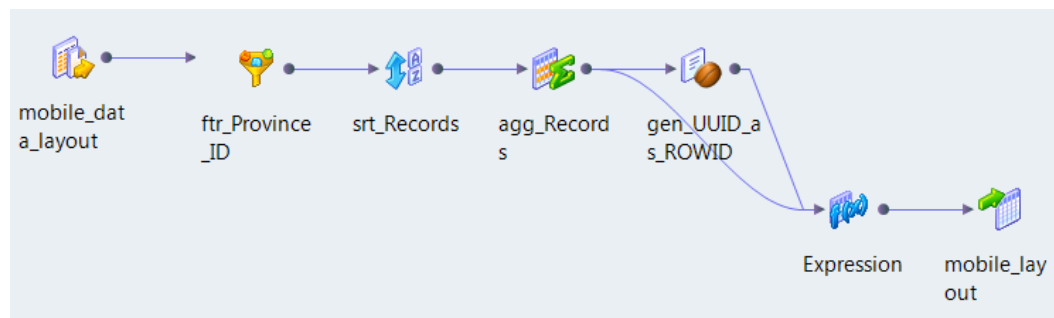 mobile_dat
a_layout
ftr_Province
_ID
srt_Records
agg_Record
s
gen_UUID_a
s_ROWID
Expression
mobile_lay
out